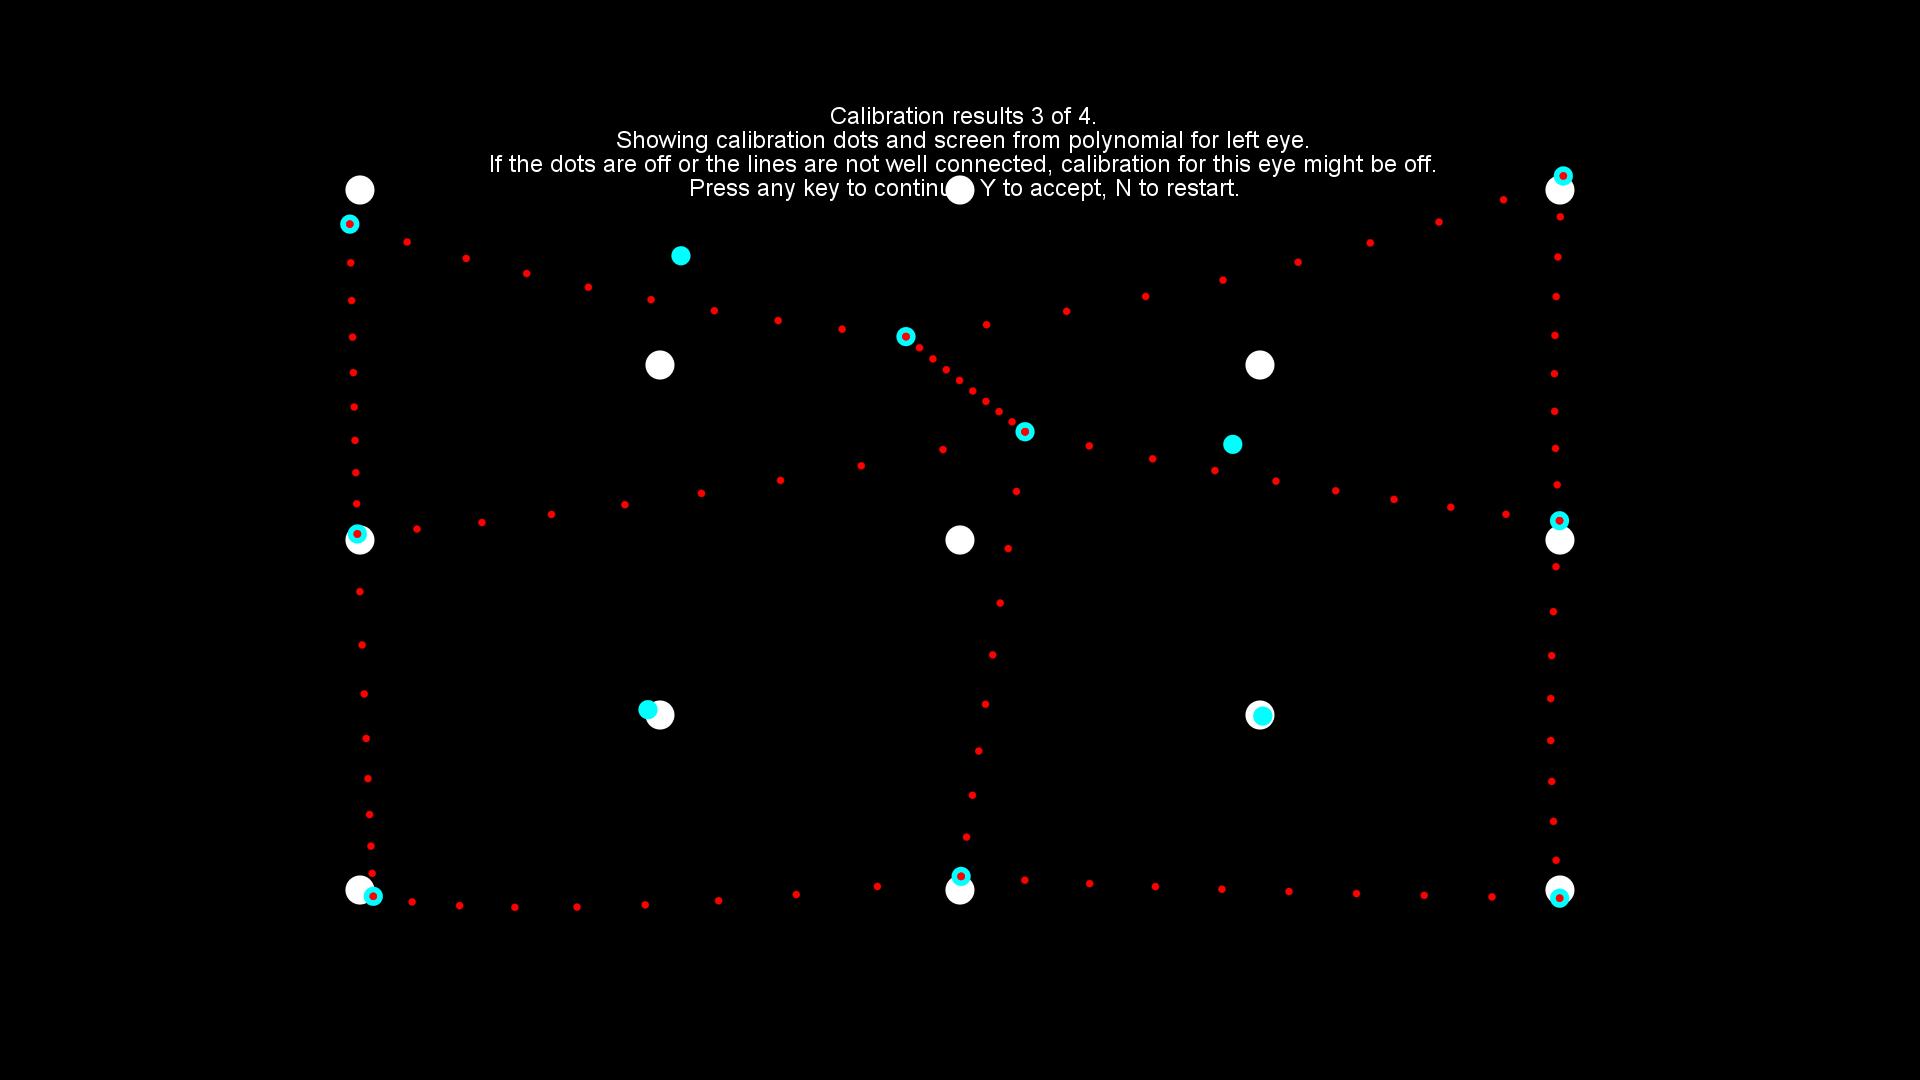 Calibration results 3 of 4.
Showing calibration dots and screen from polynomial for left eye.
If the dots are off or the lines are not well connected, calibration for this eye might be off.
Press any key to continu Y to accept, N to restart.